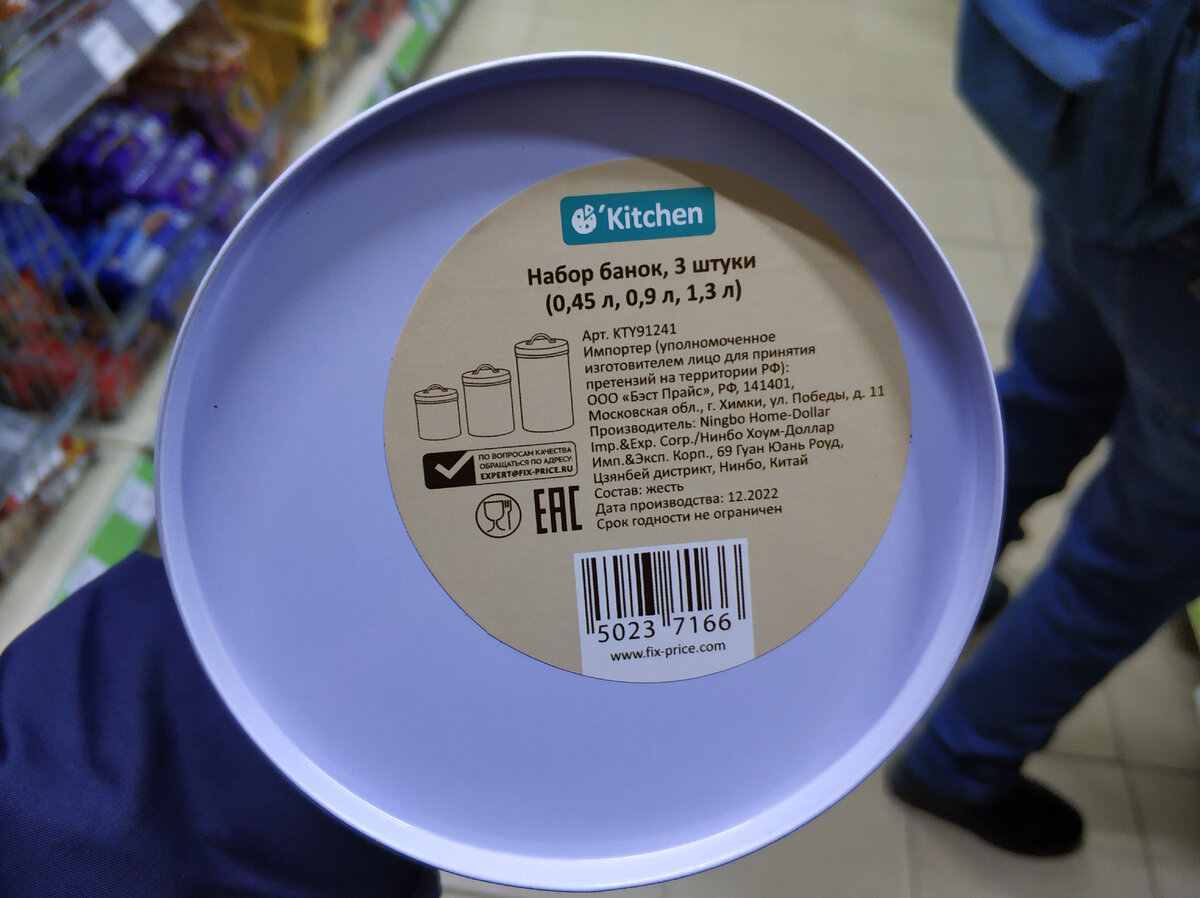 'Kitchen
Набор банок, 3 штуки
(0,45 л, 0,9 л, 1,3 л)
Арт. KTY91241
Импортер (уполномоченное
изготовителем лицо для принятия
претензий на территории РФ):
ООО «Бэст Прайс», РФ, 141401,
Московская обл., г. Химки, ул. Победы, д. 11
Производитель: Ningbo Home-Dollar
Imp.&Exp. Corp./Нинбо Хоум-Доллар
Имп.&Эксп. Корп., 69 Гуан Юань Роуд,
Цзянбей дистрикт, Нинбо, Китай
Состав: жесть
Дата производства: 12.2022
Срок годности не ограничен
ПО ВОПРОСАМ КАЧЕСТВА
ОБРАЩАТЬСЯ ПО АДРЕСУ:
EXPERT@FIX-PRICE.RU
EAC
5023 7166
www.fix-price.com